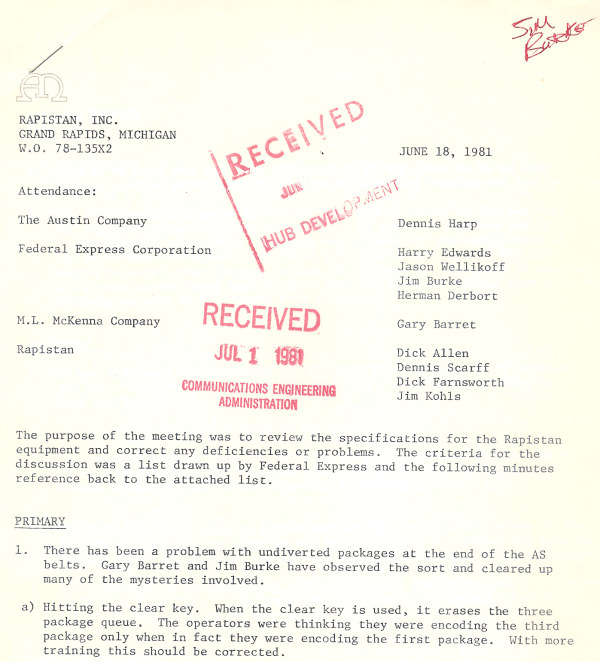 Jim
Burke
RAPISTAN, INC.
GRAND RAPIDS, MICHIGAN
W.O. 78-135X2
JUNE 18, 1981
RECEIVED
JUN
HUB DEVELOPMENT
Attendance:
The Austin Company Dennis Harp
Federal Express Corporation Harry Edwards
Jason Wellikoff
Jim Burke
Herman Derbort
M.L. McKenna Company Gary Barret
Rapistan Dick Allen
Dennis Scarff
Dick Farnsworth
Jim Kohls
RECEIVED
JUL 1 1981
COMMUNICATIONS ENGINEERING
ADMINISTRATION
The purpose of the meeting was to review the specifications for the Rapistan
equipment and correct any deficiencies or problems. The criteria for the
discussion was a list drawn up by Federal Express and the following minutes
reference back to the attached list.
PRIMARY
1. There has been a problem with undiverted packages at the end of the AS
belts. Gary Barret and Jim Burke have observed the sort and cleared up
many of the mysteries involved.
a) Hitting the clear key. When the clear key is used, it erases the three
package queue. The operators were thinking they were encoding the third
package only when in fact they were encoding the first package. With more
training this should be corrected.